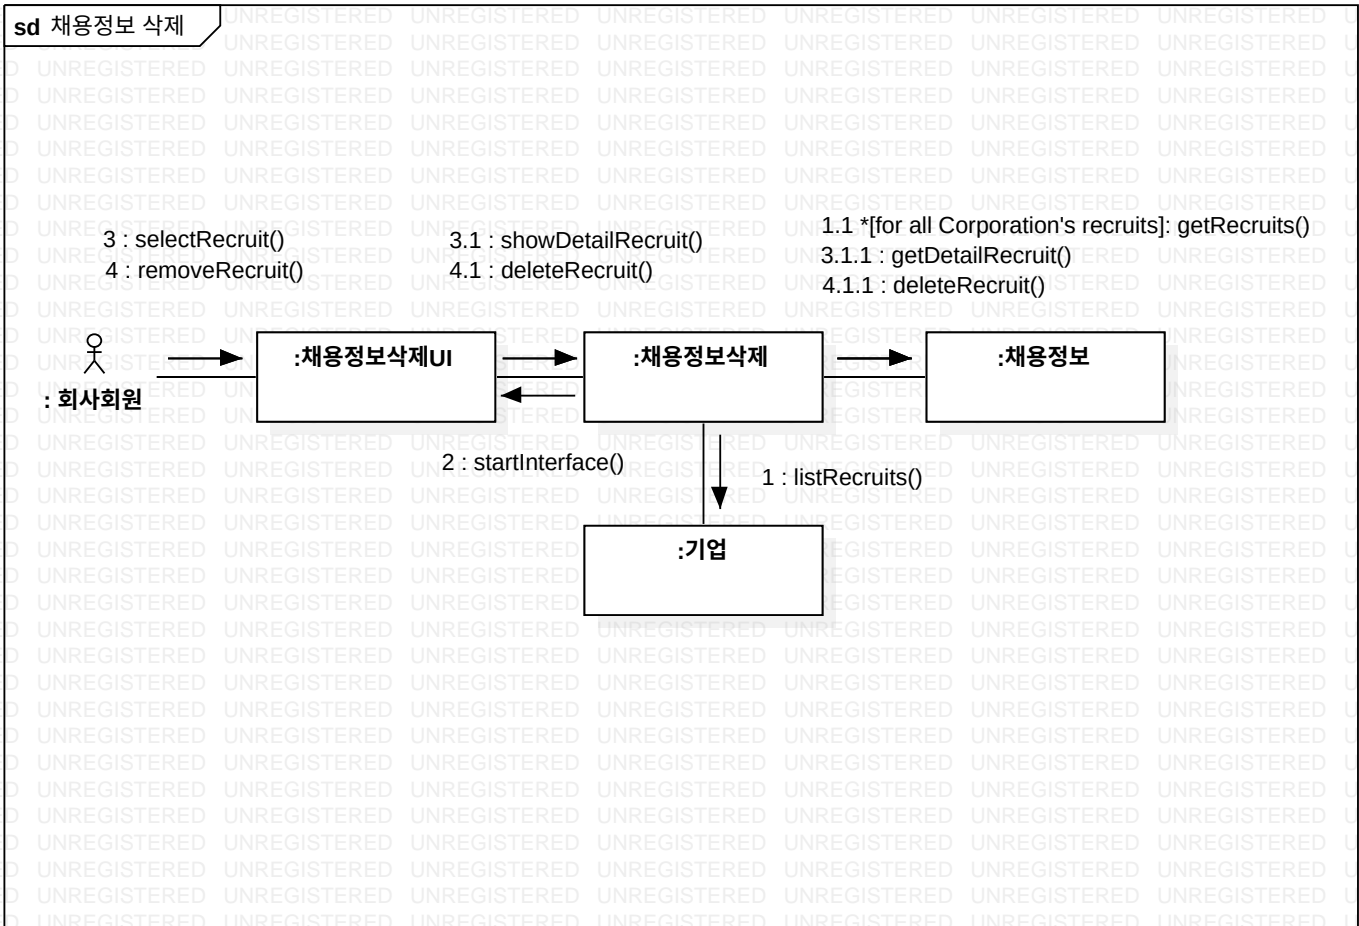 sd 채용정보 삭제
3 : selectRecruit()
4 : removeRecruit()
3.1 : showDetailRecruit()
4.1 : deleteRecruit()
1.1 *[for all Corporation's recruits]: getRecruits()
3.1.1 : getDetailRecruit()
4.1.1 : deleteRecruit()
: 회사회원
:채용정보삭제UI
:채용정보삭제
:채용정보
2 : startInterface()
1 : listRecruits()
:기업
UNREGISTERED